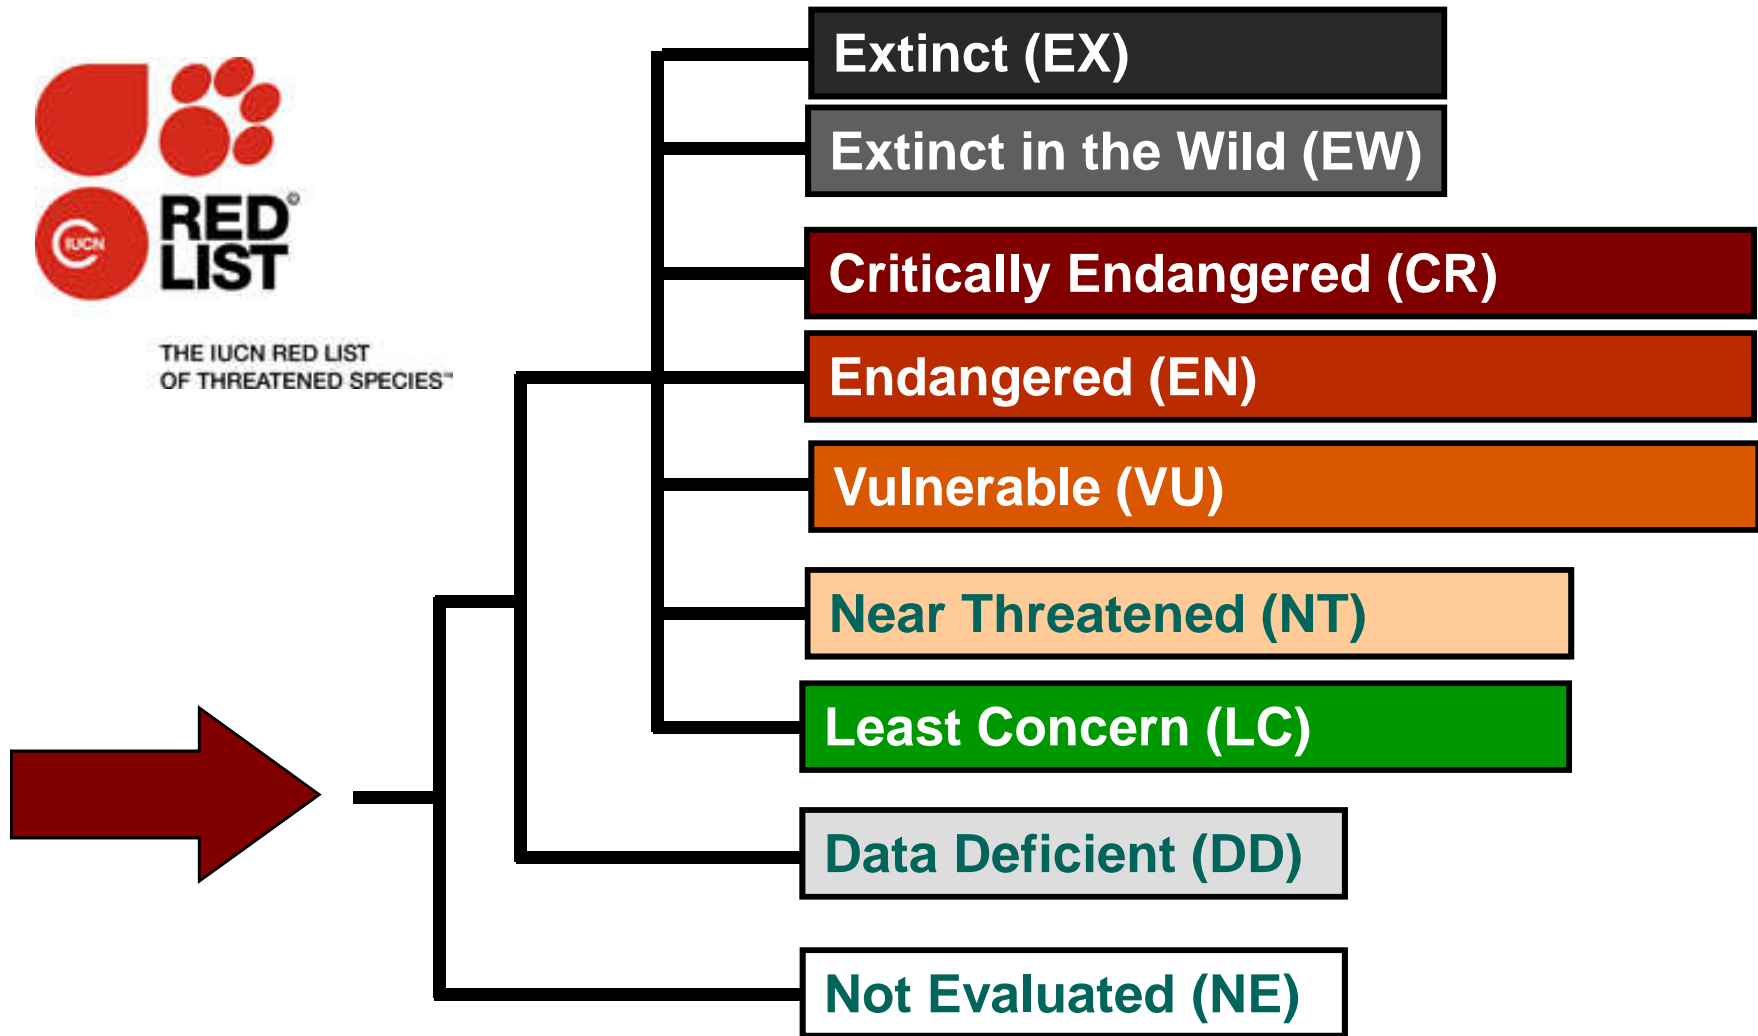 Extinct (EX)
Extinct in the Wild (EW)
IUCN
RED©
LIST
THE IUCN RED LIST
OF THREATENED SPECIES™
Critically Endangered (CR)
Endangered (EN)
Vulnerable (VU)
Near Threatened (NT)
Least Concern (LC)
Data Deficient (DD)
Not Evaluated (NE)